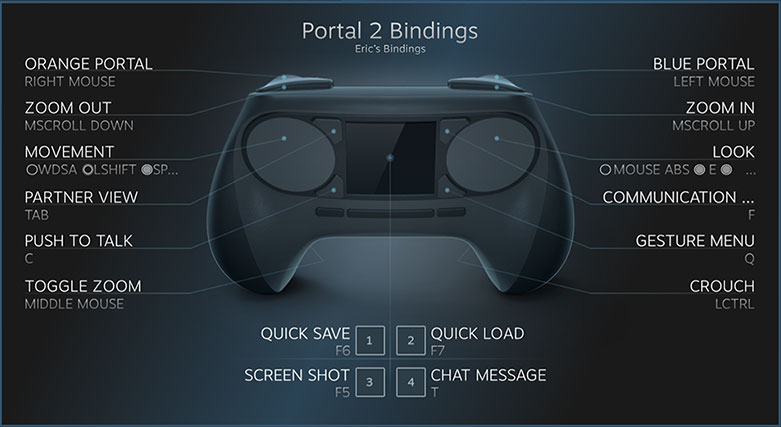 Portal 2 Bindings
Eric's Bindings
ORANGE PORTAL
RIGHT MOUSE
ZOOM OUT
MSCROLL DOWN
MOVEMENT
WDSA LSHIFT SP...
PARTNER VIEW
TAB
PUSH TO TALK
C
TOGGLE ZOOM
MIDDLE MOUSE
BLUE PORTAL
LEFT MOUSE
ZOOM IN
MSCROLL UP
LOOK
MOUSE ABS E ...
COMMUNICATION ...
F
GESTURE MENU
Q
CROUCH
LCTRL
QUICK SAVE 1
F6
2 QUICK LOAD
F7
SCREEN SHOT 3
F5
4 CHAT MESSAGE
T